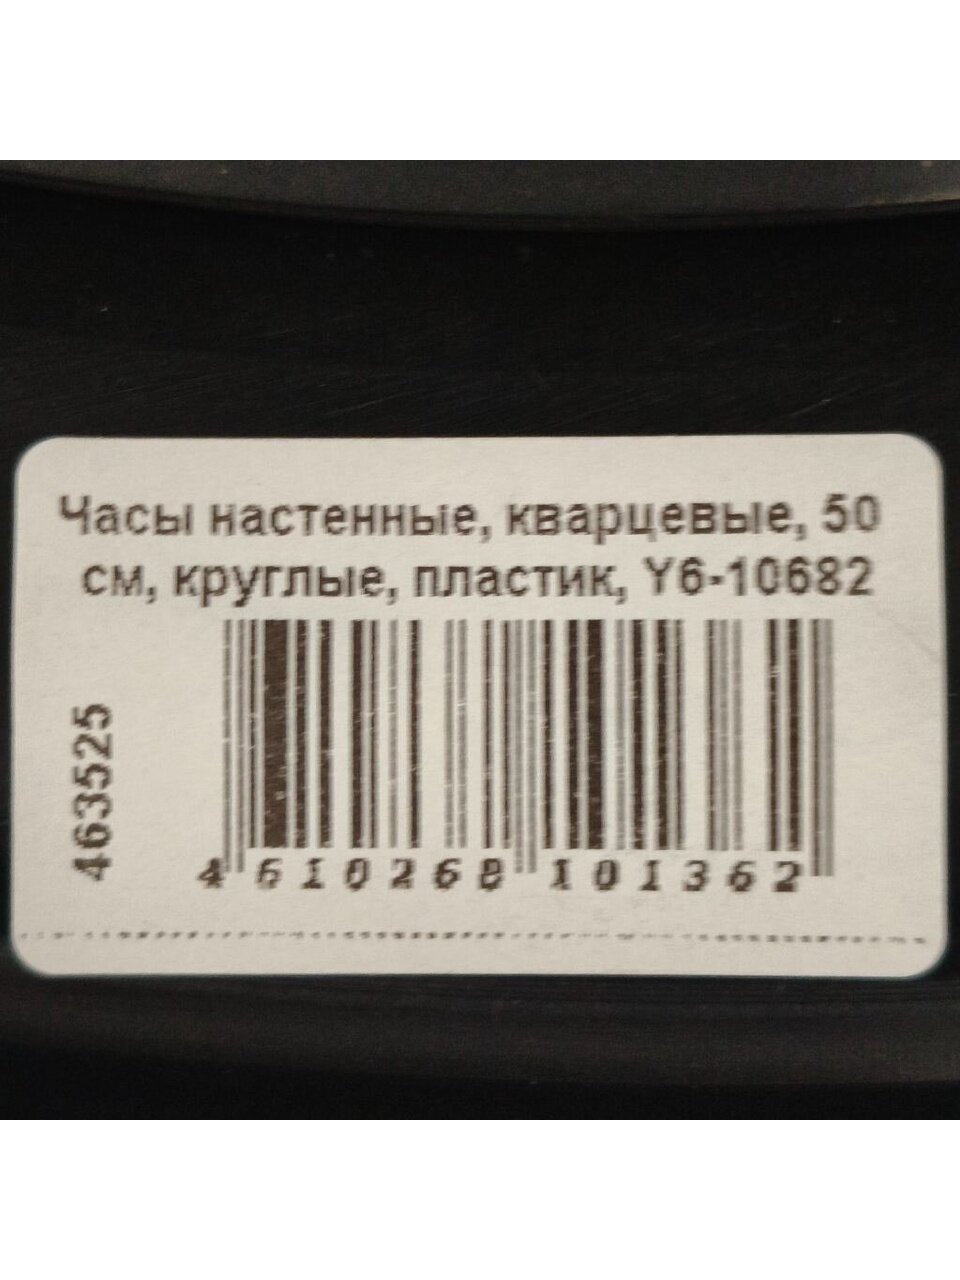 Часы настенные, кварцевые, 50
см, круглые, пластик, Y6-10682
463525
4 610268 101362